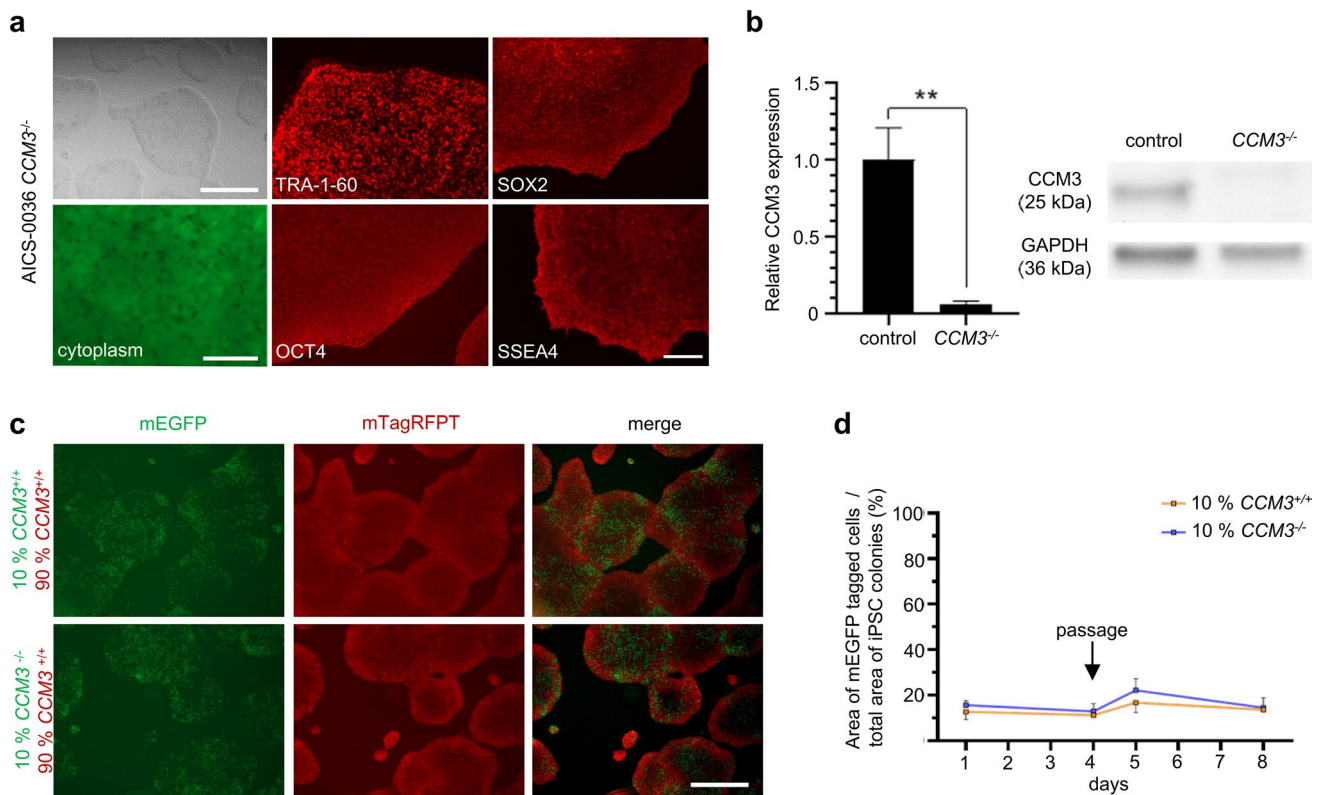 a
AICS-0036 CCM3-/-
TRA-1-60
SOX2
cytoplasm
OCT4
SSEA4
b
Relative CCM3 expression
1.5
1.0
0.5
0
**
control
CCM3-/-
control
CCM3-/-
CCM3
(25 kDa)
GAPDH
(36 kDa)
c
mEGFP
mTagRFPT
merge
10 % CCM3+/+
90 % CCM3+/+
10 % CCM3 -/-
90 % CCM3 +/+
d
Area of mEGFP tagged cells /
total area of iPSC colonies (%)
100
80
60
40
20
0
10 % CCM3+/+
10 % CCM3-/-
passage
1 2 3 4 5 6 7 8
days